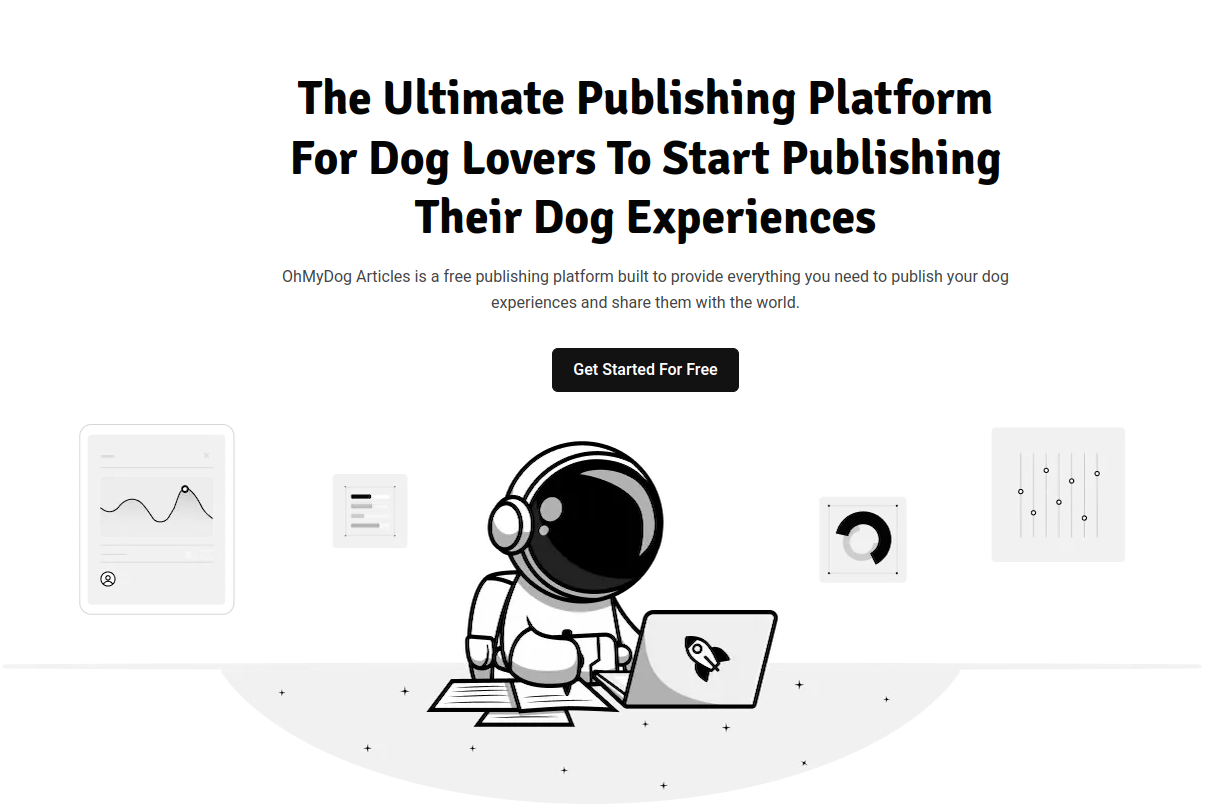 The Ultimate Publishing Platform
For Dog Lovers To Start Publishing
Their Dog Experiences
OhMyDog Articles is a free publishing platform built to provide everything you need to publish your dog
experiences and share them with the world.
Get Started For Free